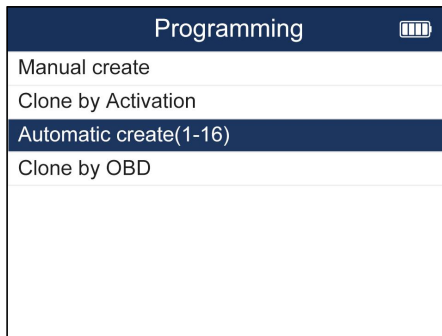 Programming
Manual create
Clone by Activation
Automatic create(1-16)
Clone by OBD